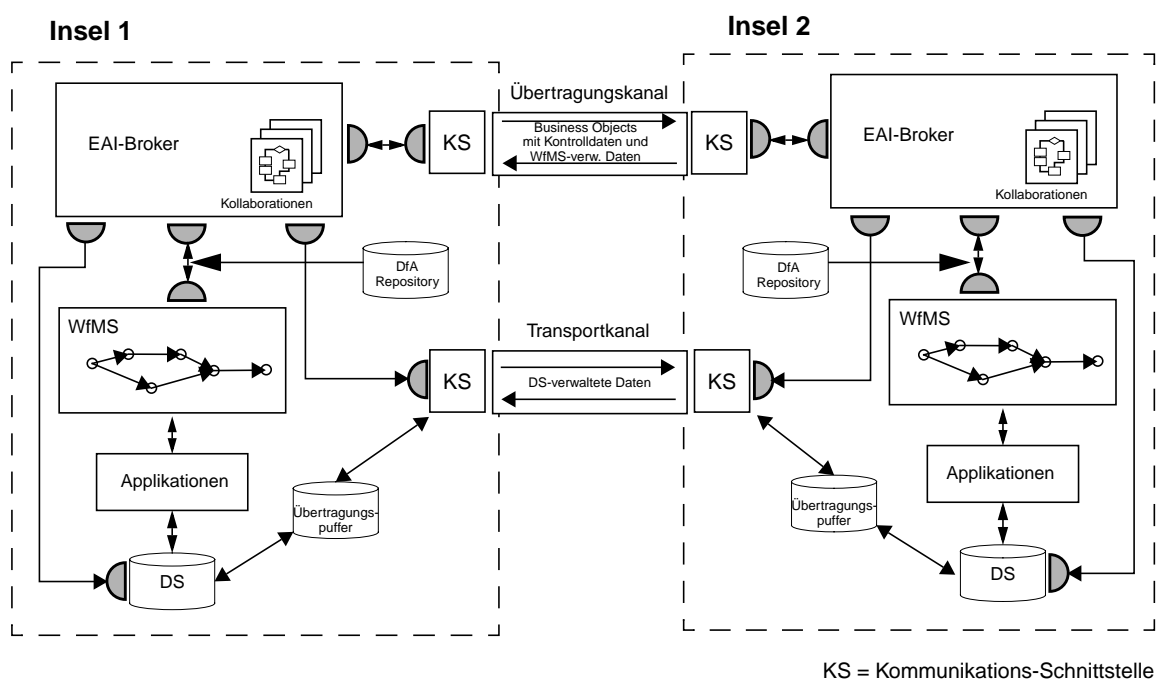 Insel 1
Insel 2
Übertragungskanal
EAI-Broker
Kollaborationen
KS
Business Objects
mit Kontrolldaten und
WfMS-verw. Daten
KS
EAI-Broker
Kollaborationen
DfA
Repository
DfA
Repository
WfMS
WfMS
Transportkanal
KS
DS-verwaltete Daten
KS
Applikationen
Applikationen
Übertragungs-
puffer
Übertragungs-
puffer
DS
DS
KS = Kommunikations-Schnittstelle